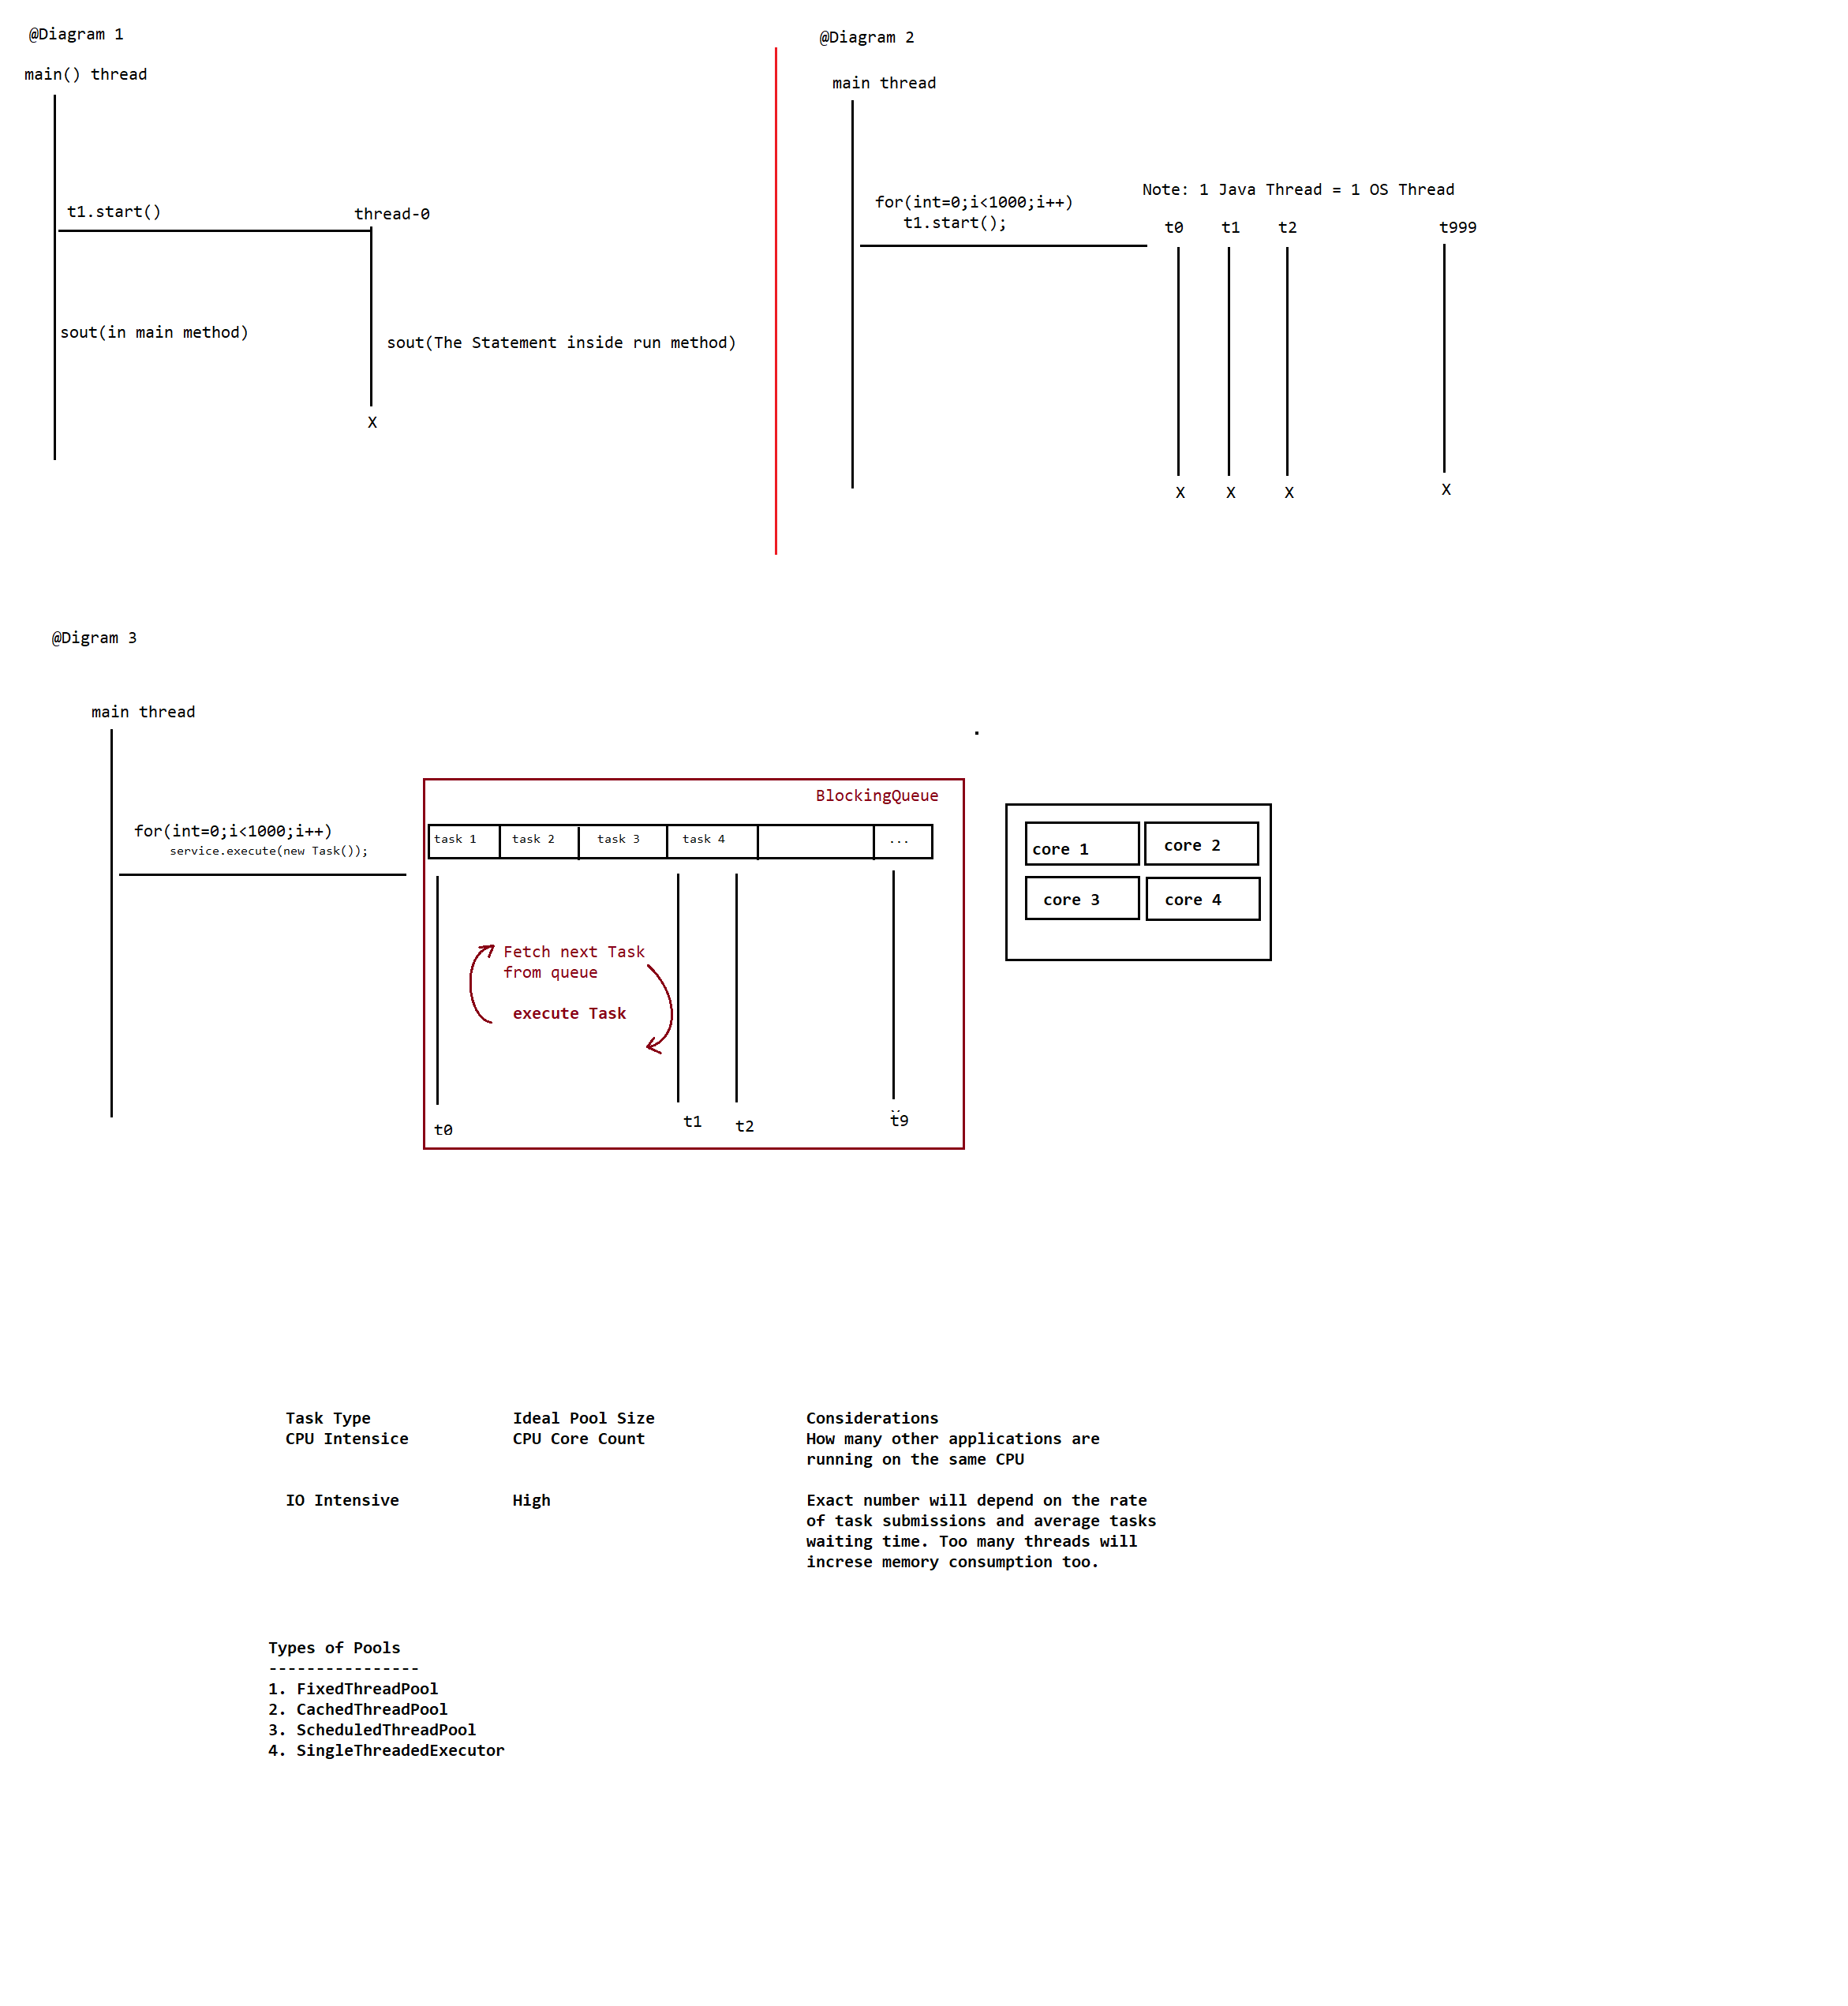 @Diagram 1
main() thread
t1.start()
thread-0
sout(in main method)
sout(The Statement inside run method)
X
@Diagram 2
main thread
for(int=0;i<1000;i++)
t1.start();
Note: 1 Java Thread = 1 OS Thread
t0 t1 t2 t999
X X X X
@Digram 3
main thread
for(int=0;i<1000;i++)
service.execute(new Task());
BlockingQueue
task 1 task 2 task 3 task 4 ...
Fetch next Task
from queue
execute Task
t0 t1 t2 t9
core 1 core 2
core 3 core 4
Task Type Ideal Pool Size Considerations
CPU Intensice CPU Core Count How many other applications are
running on the same CPU
IO Intensive High Exact number will depend on the rate
of task submissions and average tasks
waiting time. Too many threads will
increse memory consumption too.
Types of Pools
----------------
1. FixedThreadPool
2. CachedThreadPool
3. ScheduledThreadPool
4. SingleThreadedExecutor